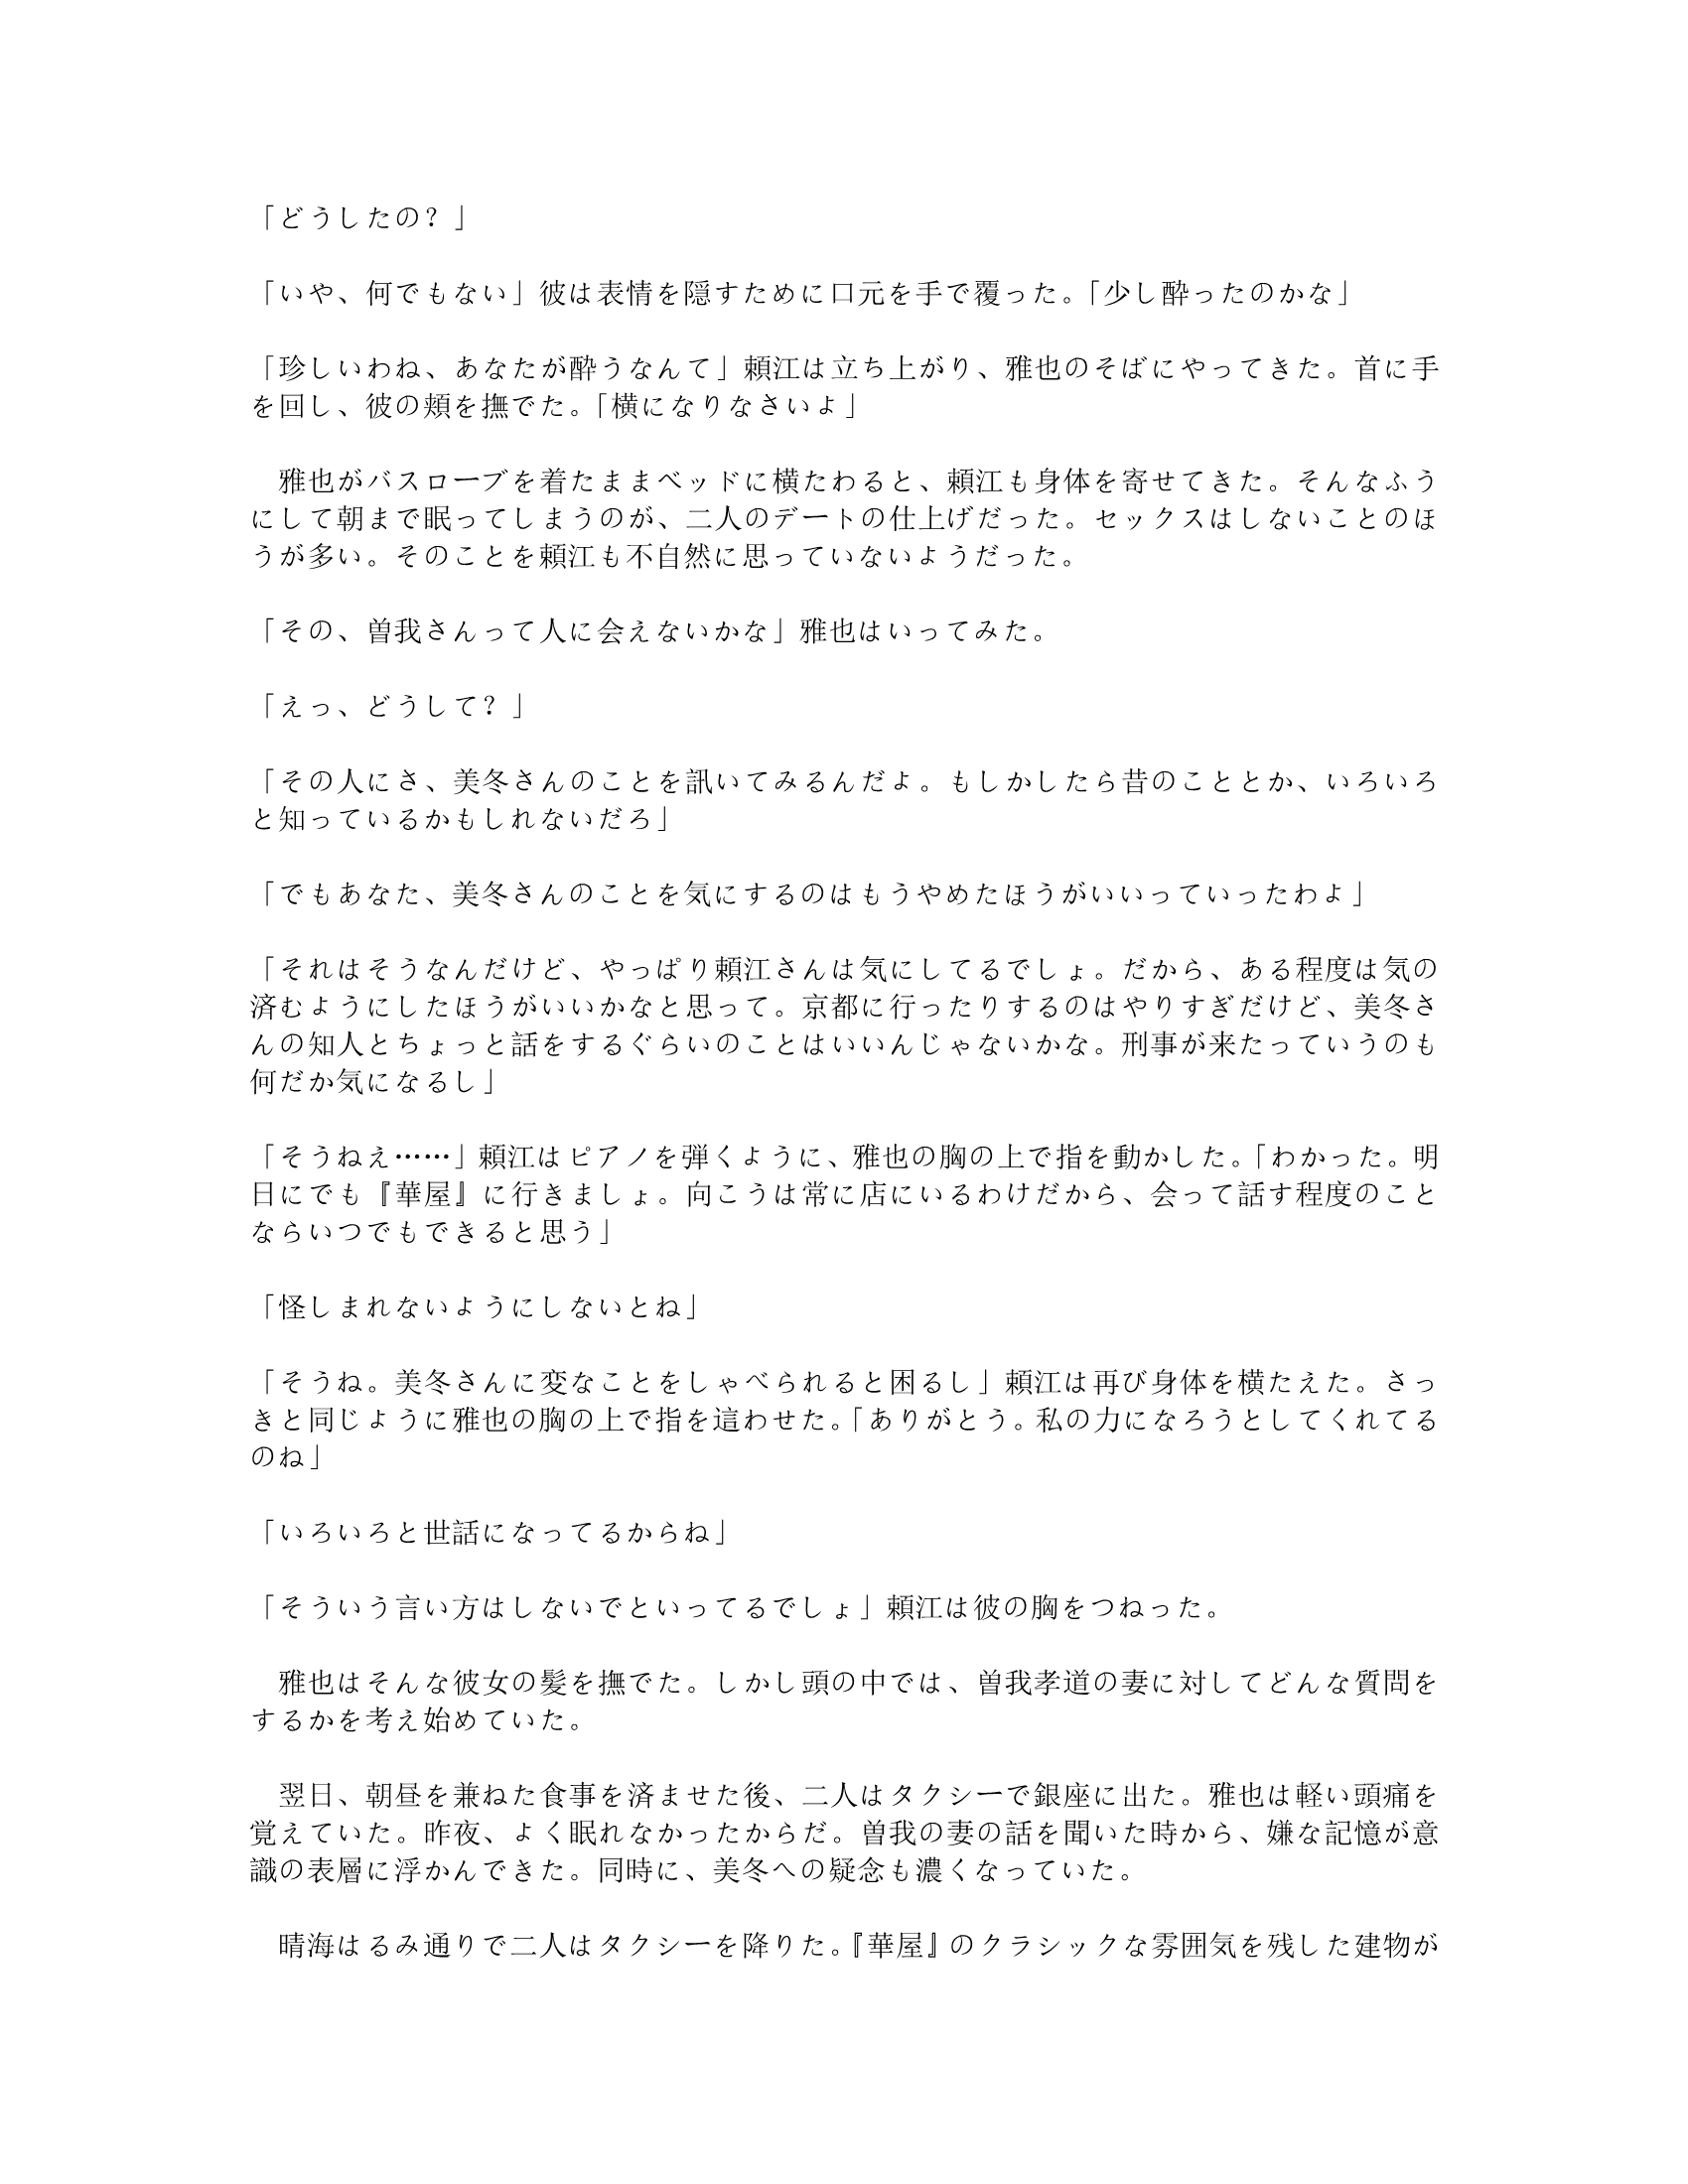 「どうしたの？」
「いや、何でもない」彼は表情を隠すために口元を手で覆った。「少し酔ったのかな」
「珍しいわね、あなたが酔うなんて」頼江は立ち上がり、雅也のそばにやってきた。首に手
を回し、彼の頬を撫でた。「横になりなさいよ」
　雅也がバスローブを着たままベッドに横たわると、頼江も身体を寄せてきた。そんなふう
にして朝まで眠ってしまうのが、二人のデートの仕上げだった。セックスはしないことのほ
うが多い。そのことを頼江も不自然に思っていないようだった。
「その、曽我さんって人に会えないかな」雅也はいってみた。
「えっ、どうして？」
「その人にさ、美冬さんのことを訊いてみるんだよ。もしかしたら昔のこととか、いろいろ
と知っているかもしれないだろ」
「でもあなた、美冬さんのことを気にするのはもうやめたほうがいいっていったわよ」
「それはそうなんだけど、やっぱり頼江さんは気にしてるでしょ。だから、ある程度は気の
済むようにしたほうがいいかなと思って。京都に行ったりするのはやりすぎだけど、美冬さ
んの知人とちょっと話をするぐらいのことはいいんじゃないかな。刑事が来たっていうのも
何だか気になるし」
「そうねえ……」頼江はピアノを弾くように、雅也の胸の上で指を動かした。「わかった。明
日にでも『華屋』に行きましょ。向こうは常に店にいるわけだから、会って話す程度のこと
ならいつでもできると思う」
「怪しまれないようにしないとね」
「そうね。美冬さんに変なことをしゃべられると困るし」頼江は再び身体を横たえた。さっ
きと同じように雅也の胸の上で指を這わせた。「ありがとう。私の力になろうとしてくれてる
のね」
「いろいろと世話になってるからね」
「そういう言い方はしないでといってるでしょ」頼江は彼の胸をつねった。
　雅也はそんな彼女の髪を撫でた。しかし頭の中では、曽我孝道の妻に対してどんな質問を
するかを考え始めていた。
　翌日、朝昼を兼ねた食事を済ませた後、二人はタクシーで銀座に出た。雅也は軽い頭痛を
覚えていた。昨夜、よく眠れなかったからだ。曽我の妻の話を聞いた時から、嫌な記憶が意
識の表層に浮かんできた。同時に、美冬への疑念も濃くなっていた。
　晴海はるみ通りで二人はタクシーを降りた。『華屋』のクラシックな雰囲気を残した建物が